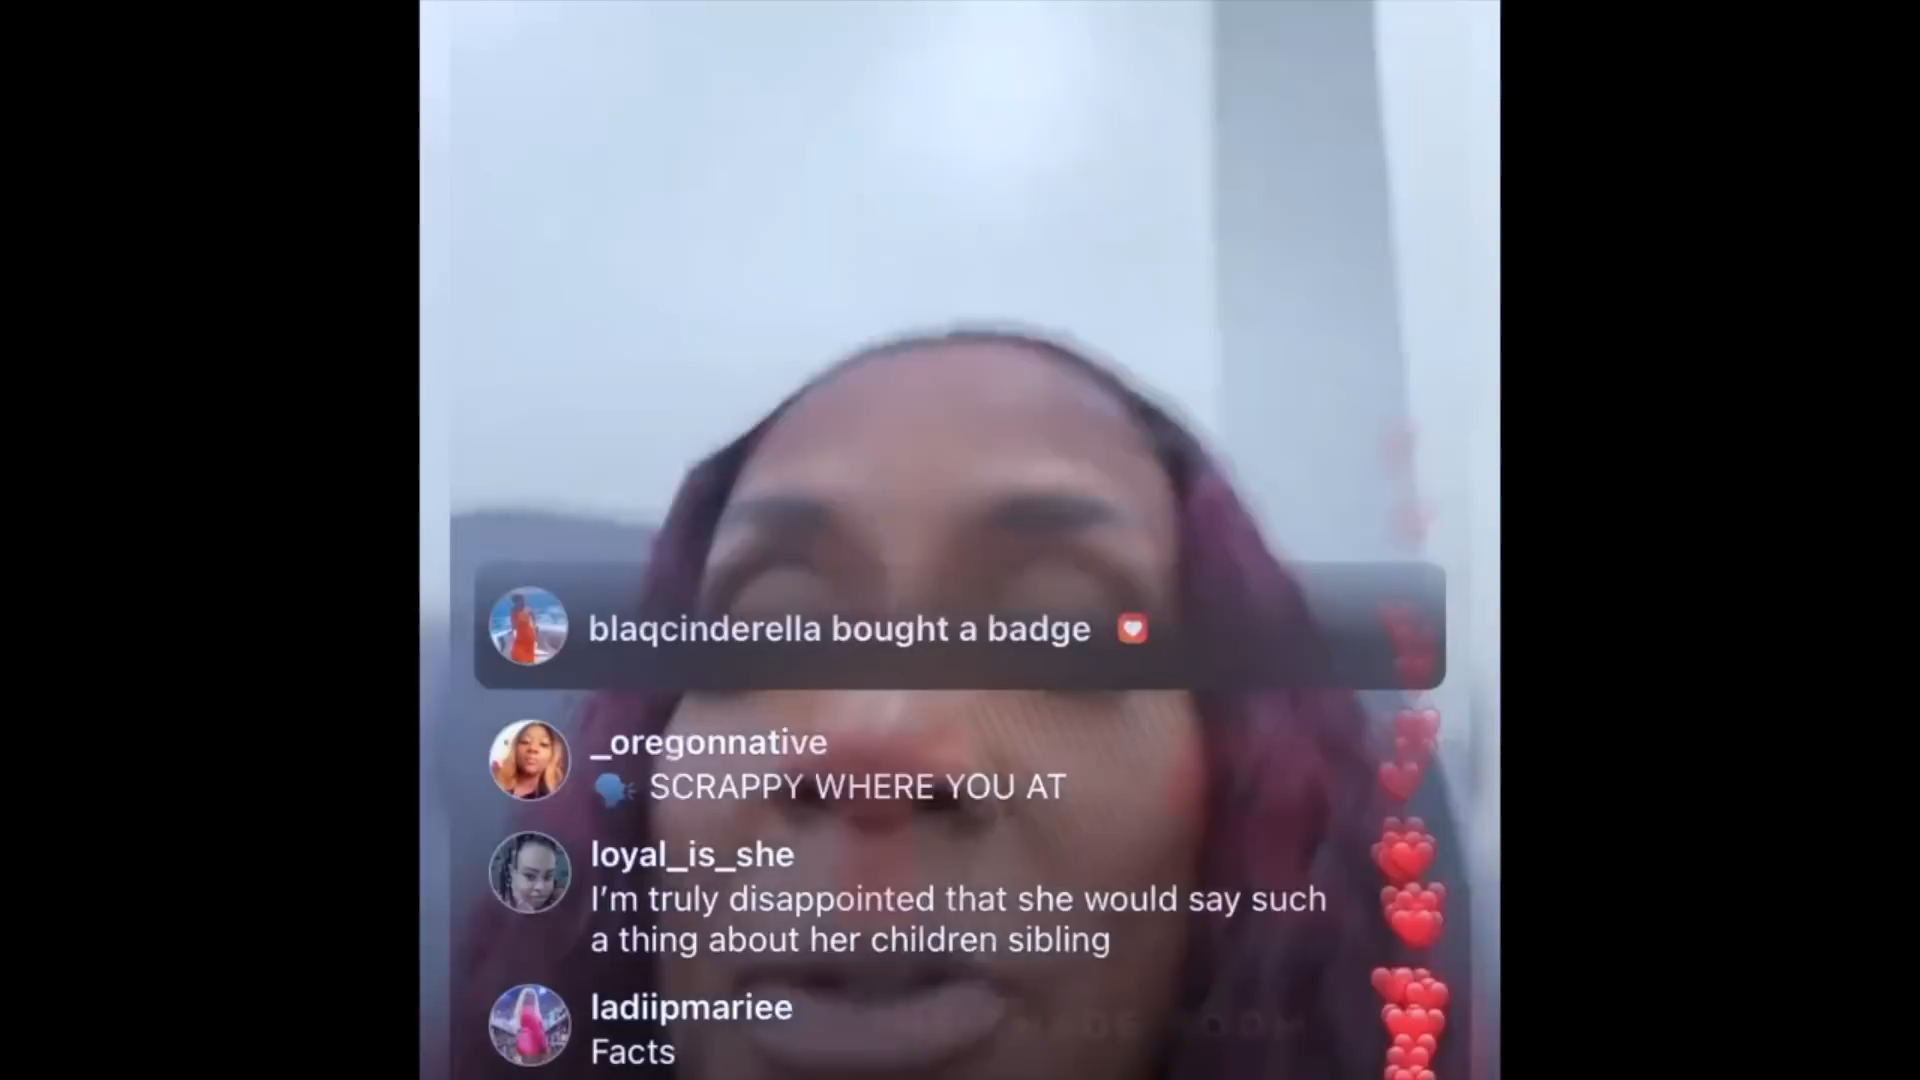 blaqcinderella bought a badge
_oregonnative
SCRAPPY WHERE YOU AT
loyal_is_she
I’m truly disappointed that she would say such
a thing about her children sibling
ladiipmariee
Facts